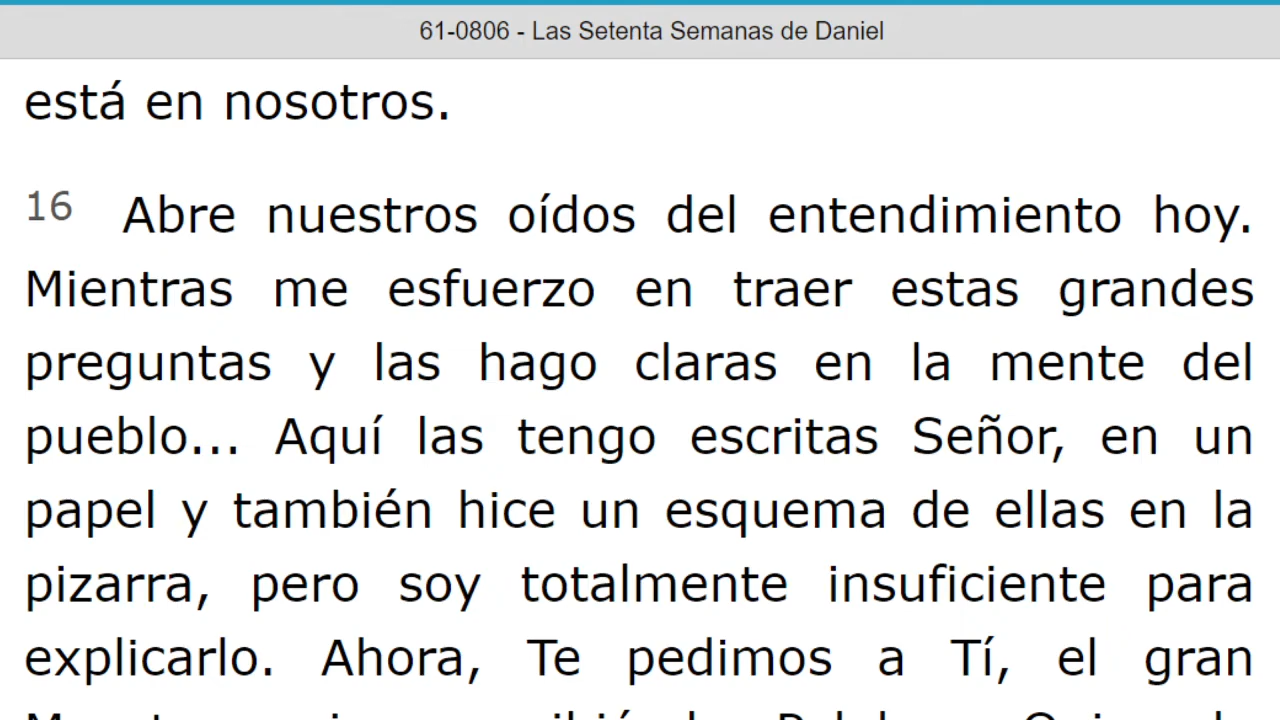 61-0806 - Las Setenta Semanas de Daniel
está en nosotros.
16 Abre nuestros oídos del entendimiento hoy.
Mientras me esfuerzo en traer estas grandes
preguntas y las hago claras en la mente del
pueblo... Aquí las tengo escritas Señor, en un
papel y también hice un esquema de ellas en la
pizarra, pero soy totalmente insuficiente para
explicarlo. Ahora, Te pedimos a Tí, el gran